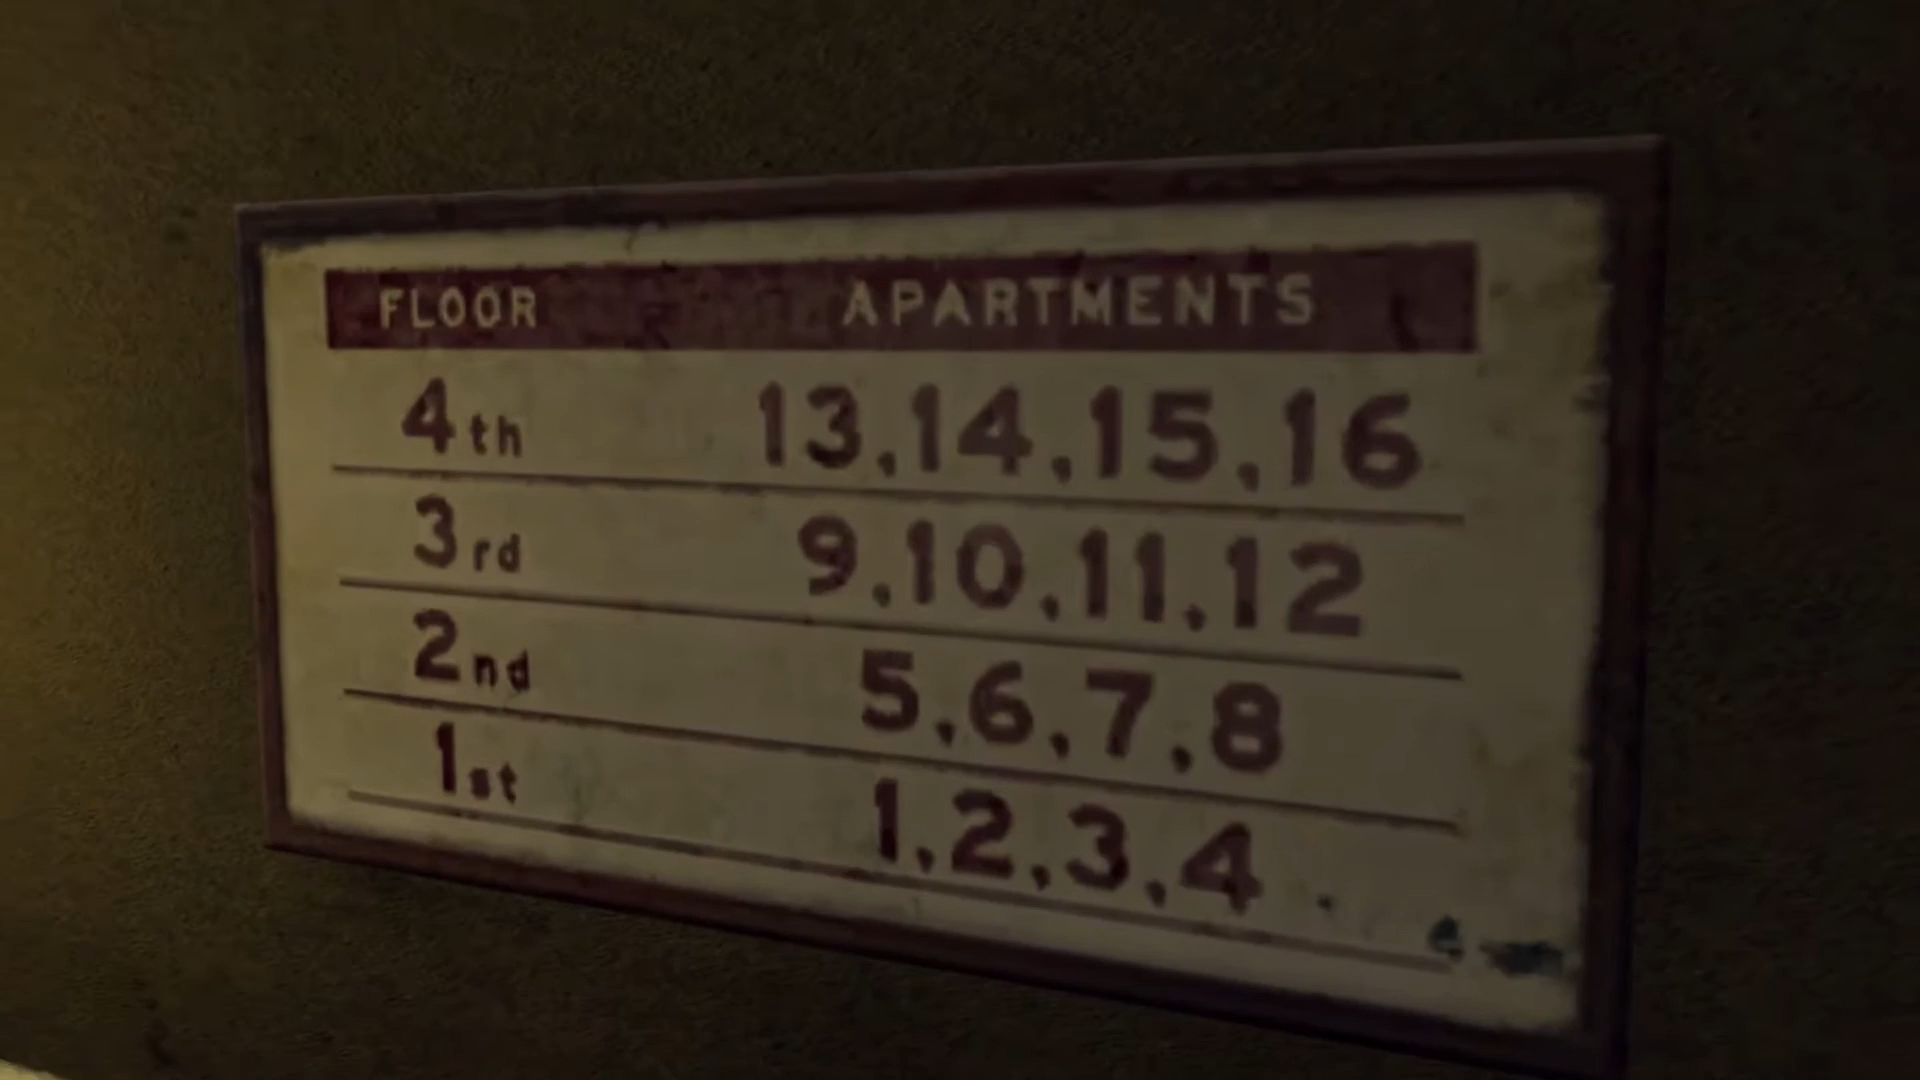 FLOOR APARTMENTS
4th 13,14,15,16
3rd 9,10,11,12
2nd 5,6,7,8
1st 1,2,3,4